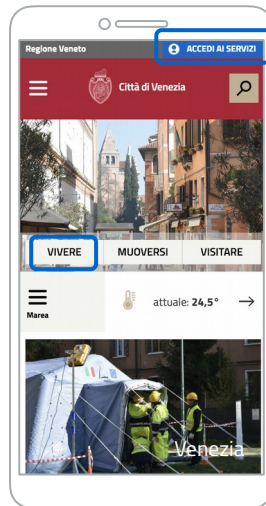 Regione Veneto
ACCEDI AI SERVIZI
Città di Venezia
VIVERE
MUOVERSI
VISITARE
Marea
attuale: 24,5°
Venezia